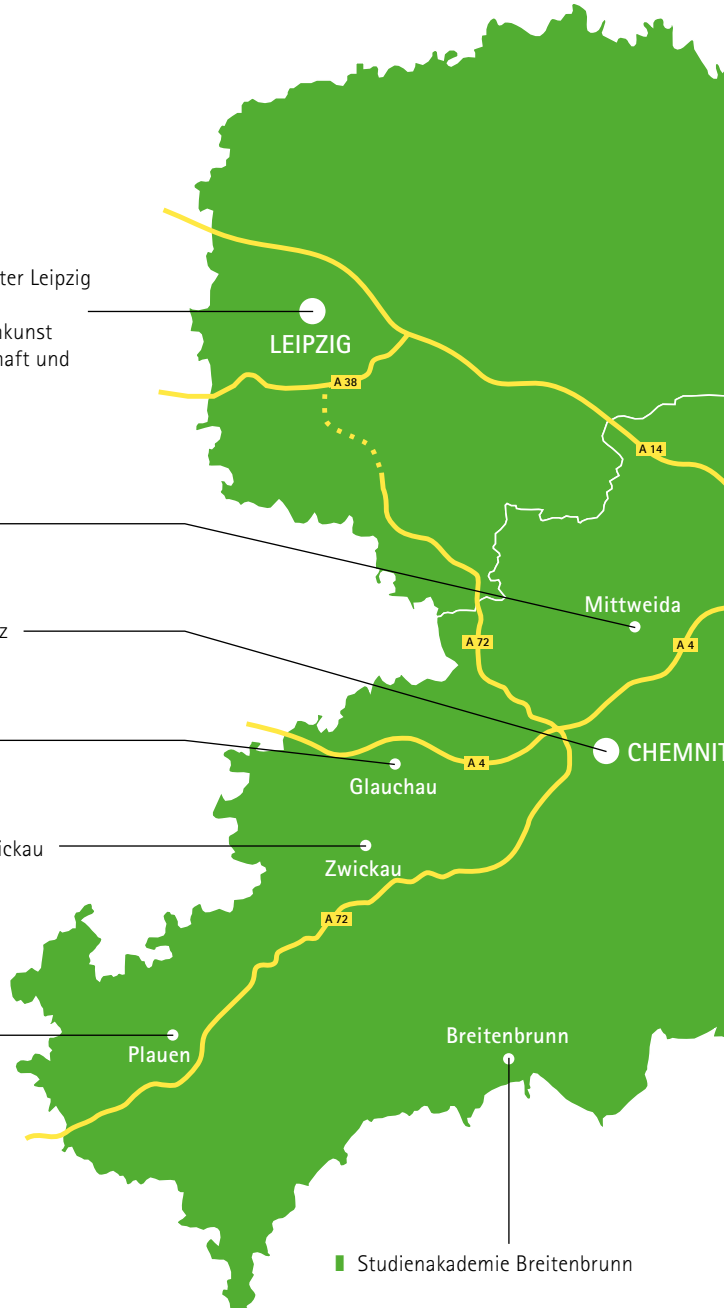 ter Leipzig
LEIPZIG
A 38
A 14
Mittweida
A 72
A 4
z
CHEMNIT
A 4
Glauchau
ickau
Zwickau
A 72
Breitenbrunn
Plauen
Studienakademie Breitenbrunn
kunst
haft und